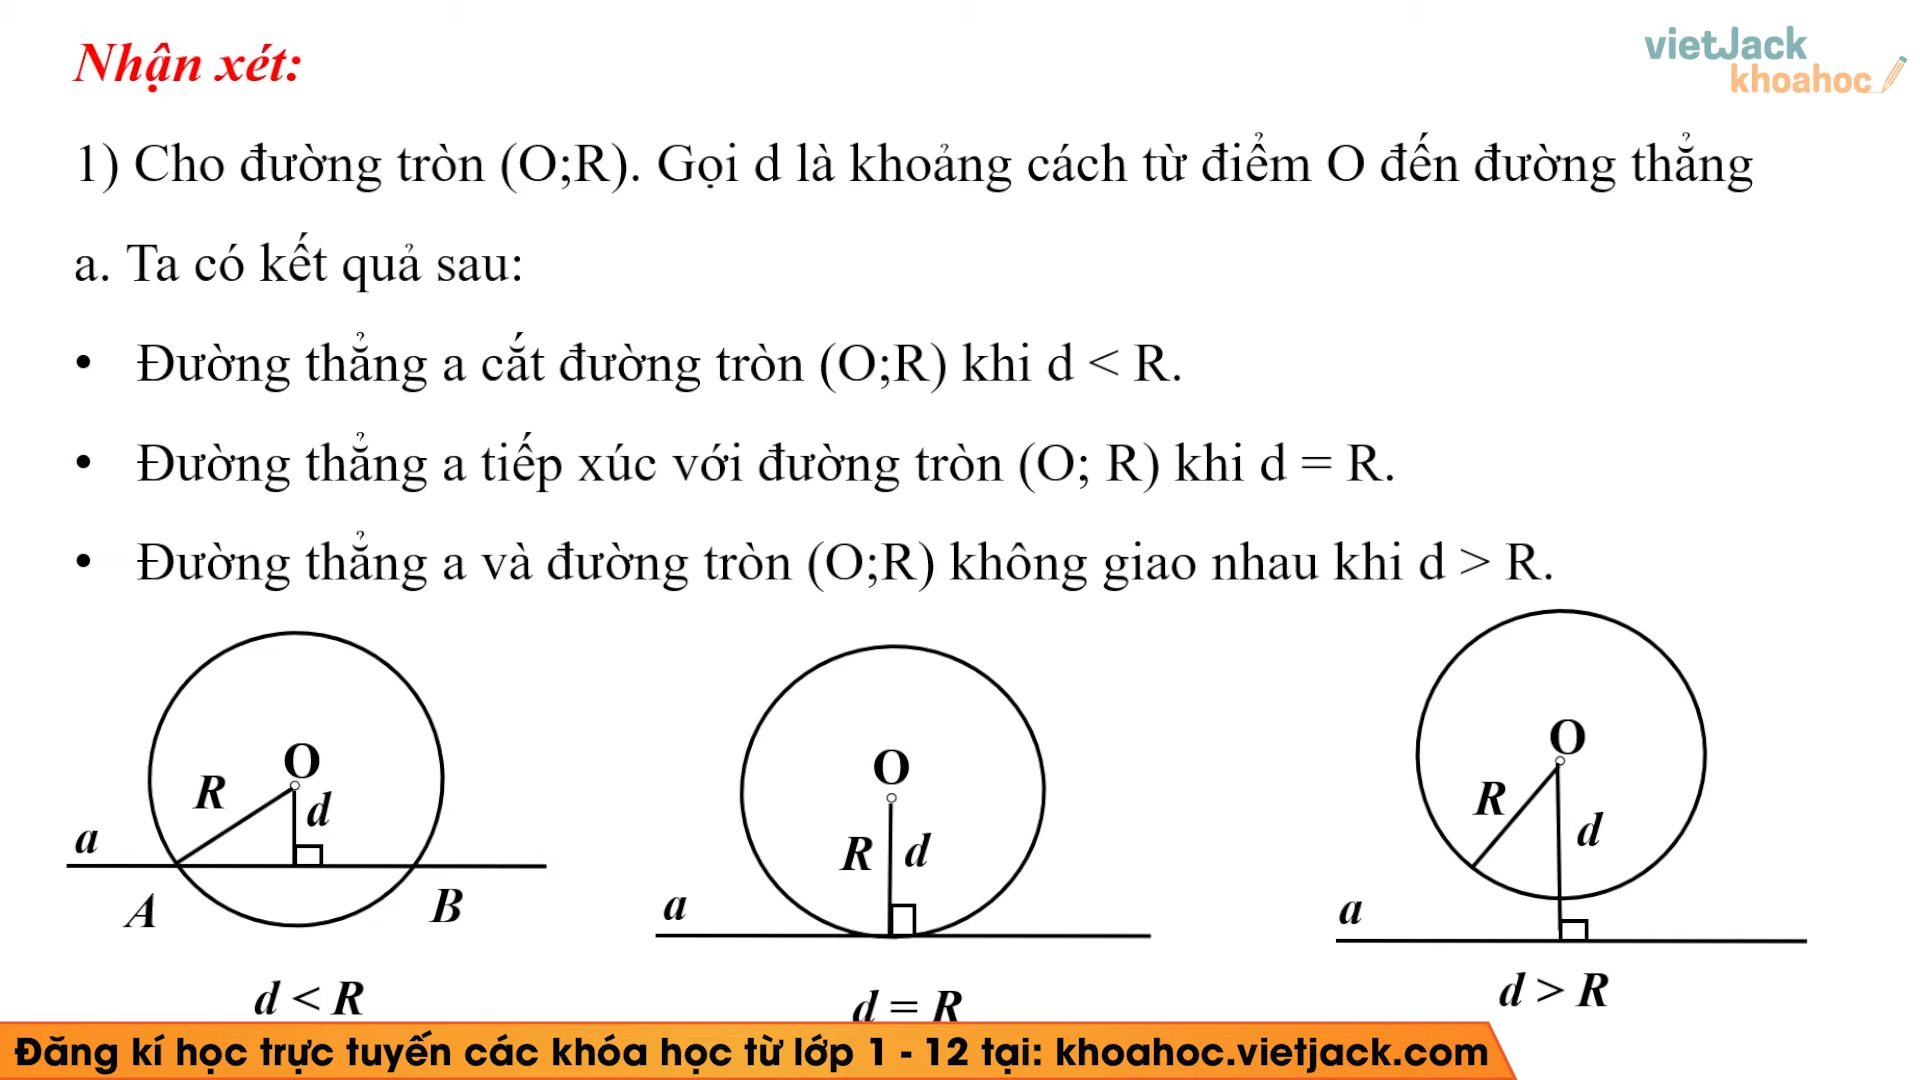 Nhận xét:
vietJack
khoahoc
1) Cho đường tròn (O;R). Gọi d là khoảng cách từ điểm O đến đường thẳng
a. Ta có kết quả sau:
• Đường thẳng a cắt đường tròn (O;R) khi d < R.
• Đường thẳng a tiếp xúc với đường tròn (O; R) khi d = R.
• Đường thẳng a và đường tròn (O;R) không giao nhau khi d > R.
O
R
d
a
A
B
d < R
O
R
d
a
d = R
O
R
d
a
d > R
Đăng kí học trực tuyến các khóa học từ lớp 1 - 12 tại: khoahoc.vietjack.com